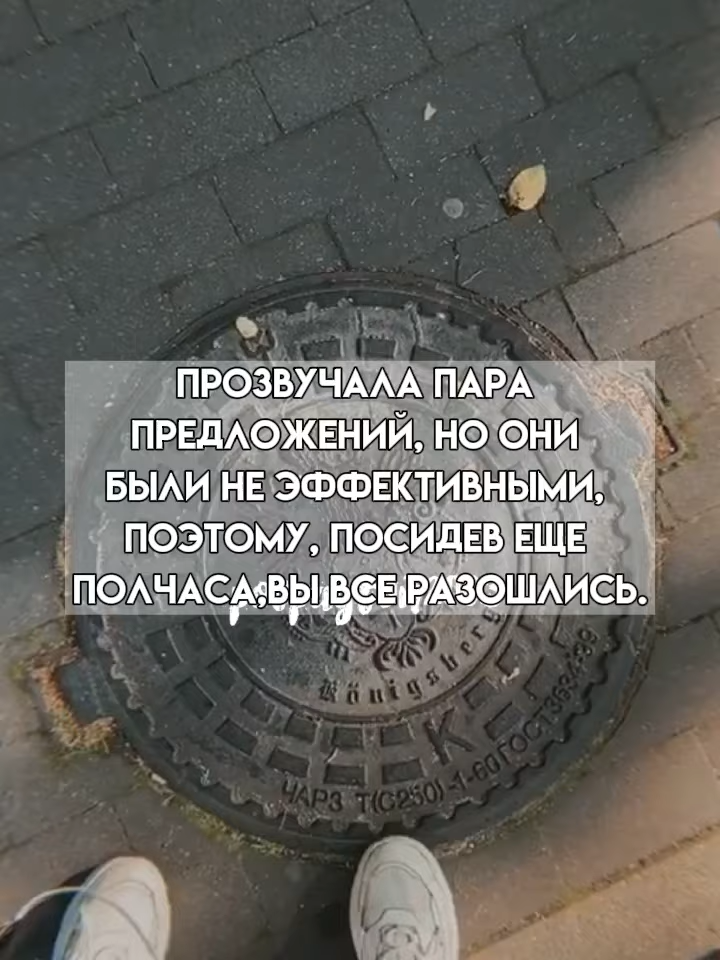 ПРОЗВУЧАЛА ПАРА
ПРЕДЛОЖЕНИЙ, НО ОНИ
БЫЛИ НЕ ЭФФЕКТИВНЫМИ,
ПОЭТОМУ, ПОСИДЕВ ЕЩЕ
ПОЛЧАСА,ВЫ ВСЕ РАЗОШЛИСЬ.
Königsberg
К
ЧАРЗ Т(С250)-1-60 ГОСТ3634-99